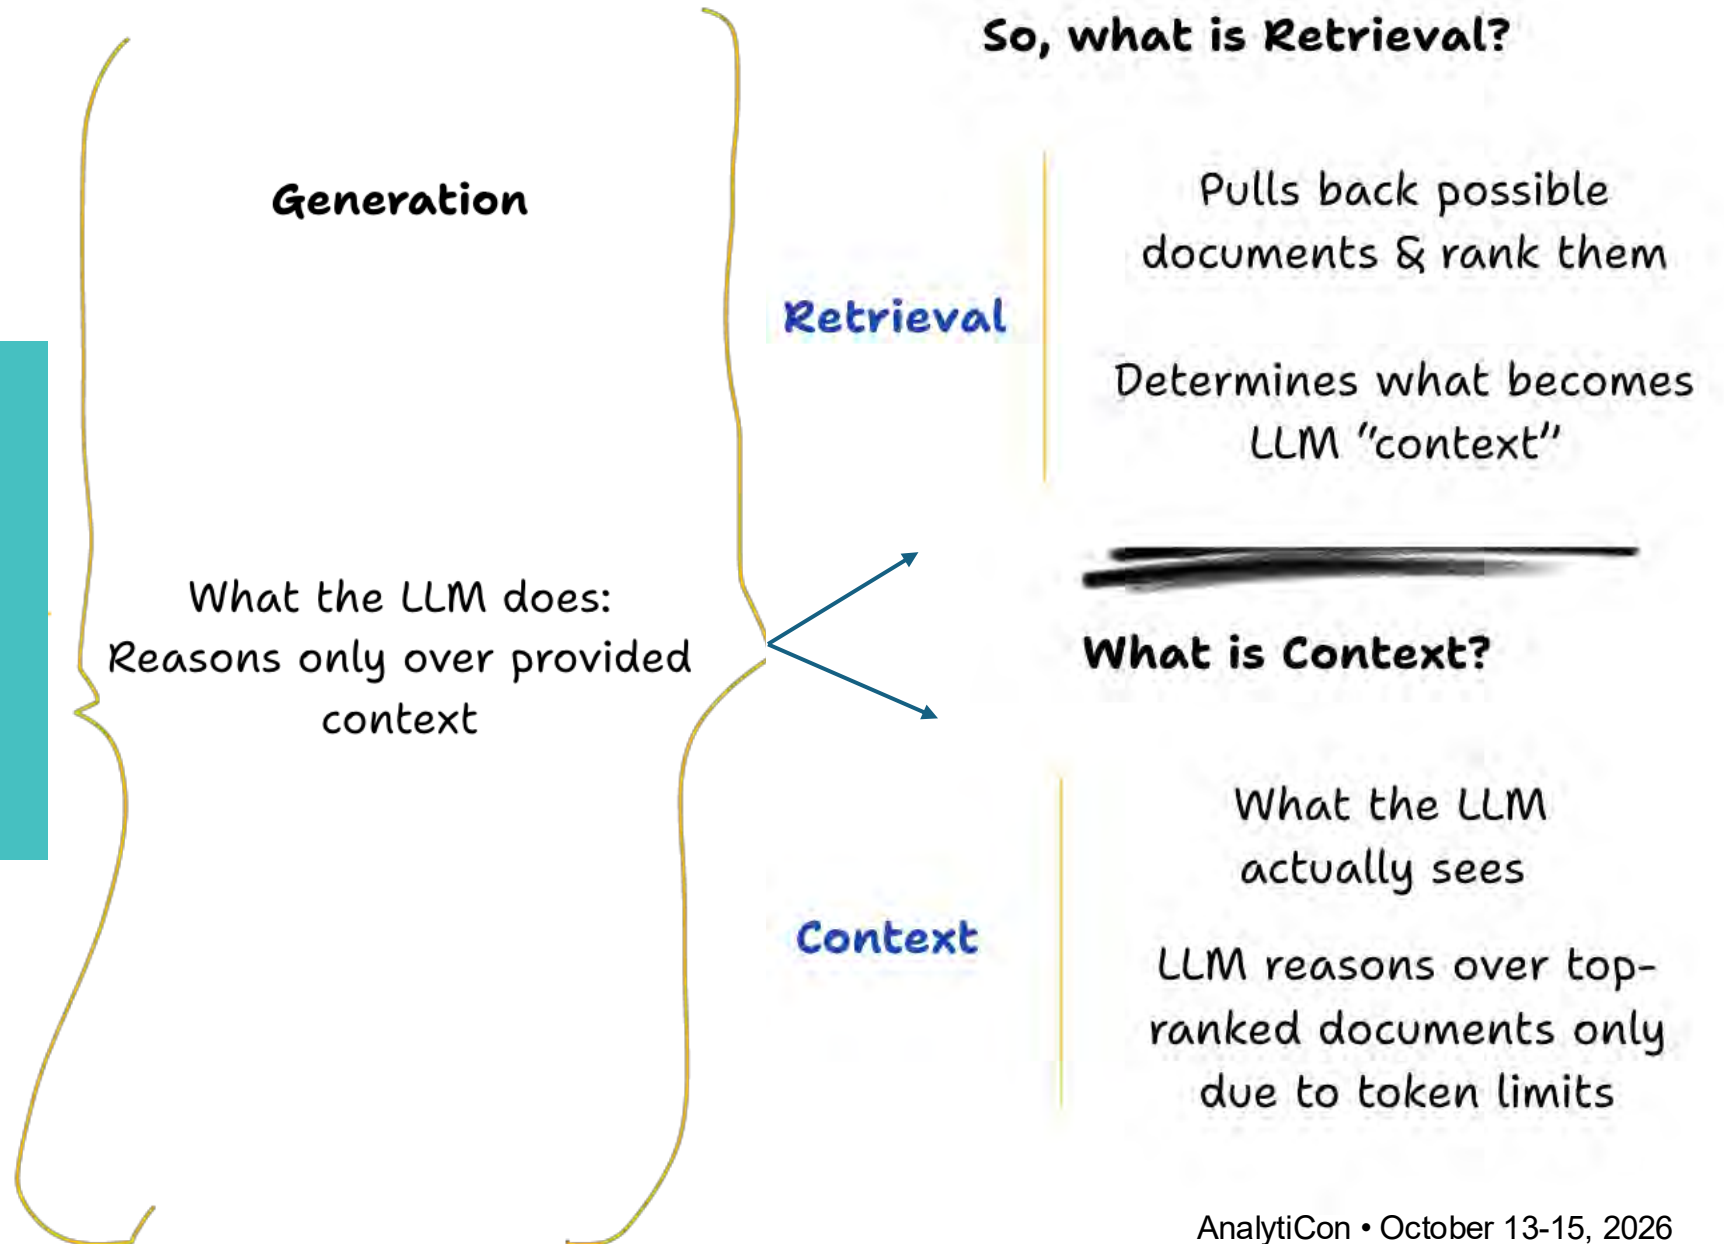 Generation
What the LLM does:
Reasons only over provided
context
So, what is Retrieval?
Retrieval
Pulls back possible
documents & rank them
Determines what becomes
LLM "context"
What is Context?
Context
What the LLM
actually sees
LLM reasons over top-
ranked documents only
due to token limits
AnalytiCon • October 13-15, 2026